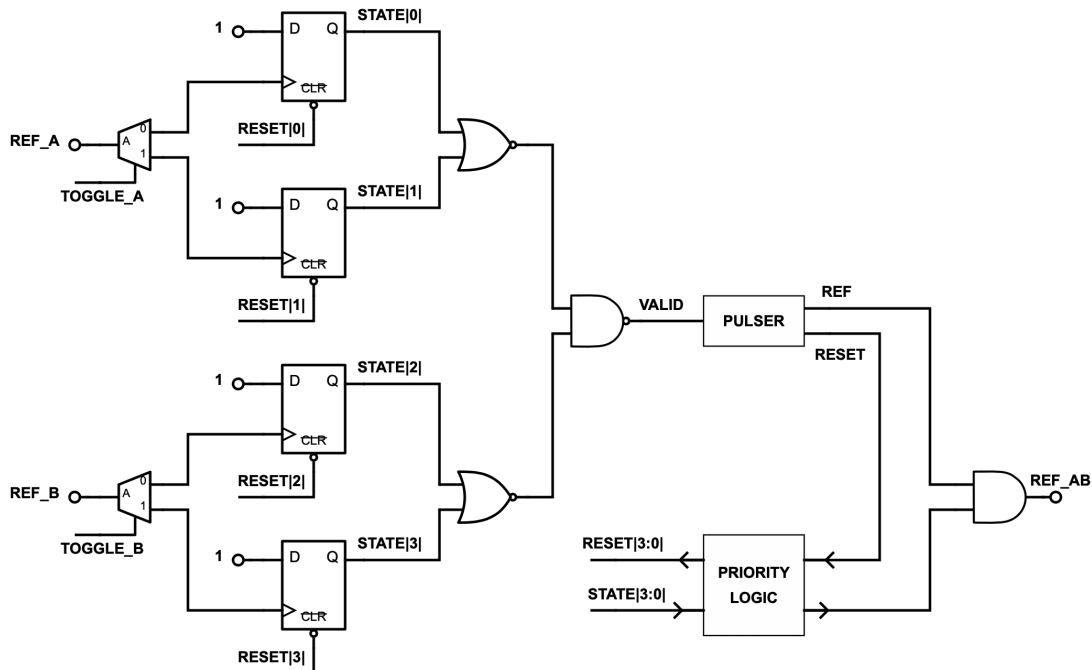 STATE|0|
1
D
Q
CLR
RESET|0|
REF_A
A
0
1
TOGGLE_A
STATE|1|
1
D
Q
CLR
RESET|1|
VALID
PULSER
REF
RESET
STATE|2|
1
D
Q
CLR
RESET|2|
REF_B
A
0
1
TOGGLE_B
STATE|3|
1
D
Q
CLR
RESET|3|
REF_AB
RESET|3:0|
STATE|3:0|
PRIORITY
LOGIC